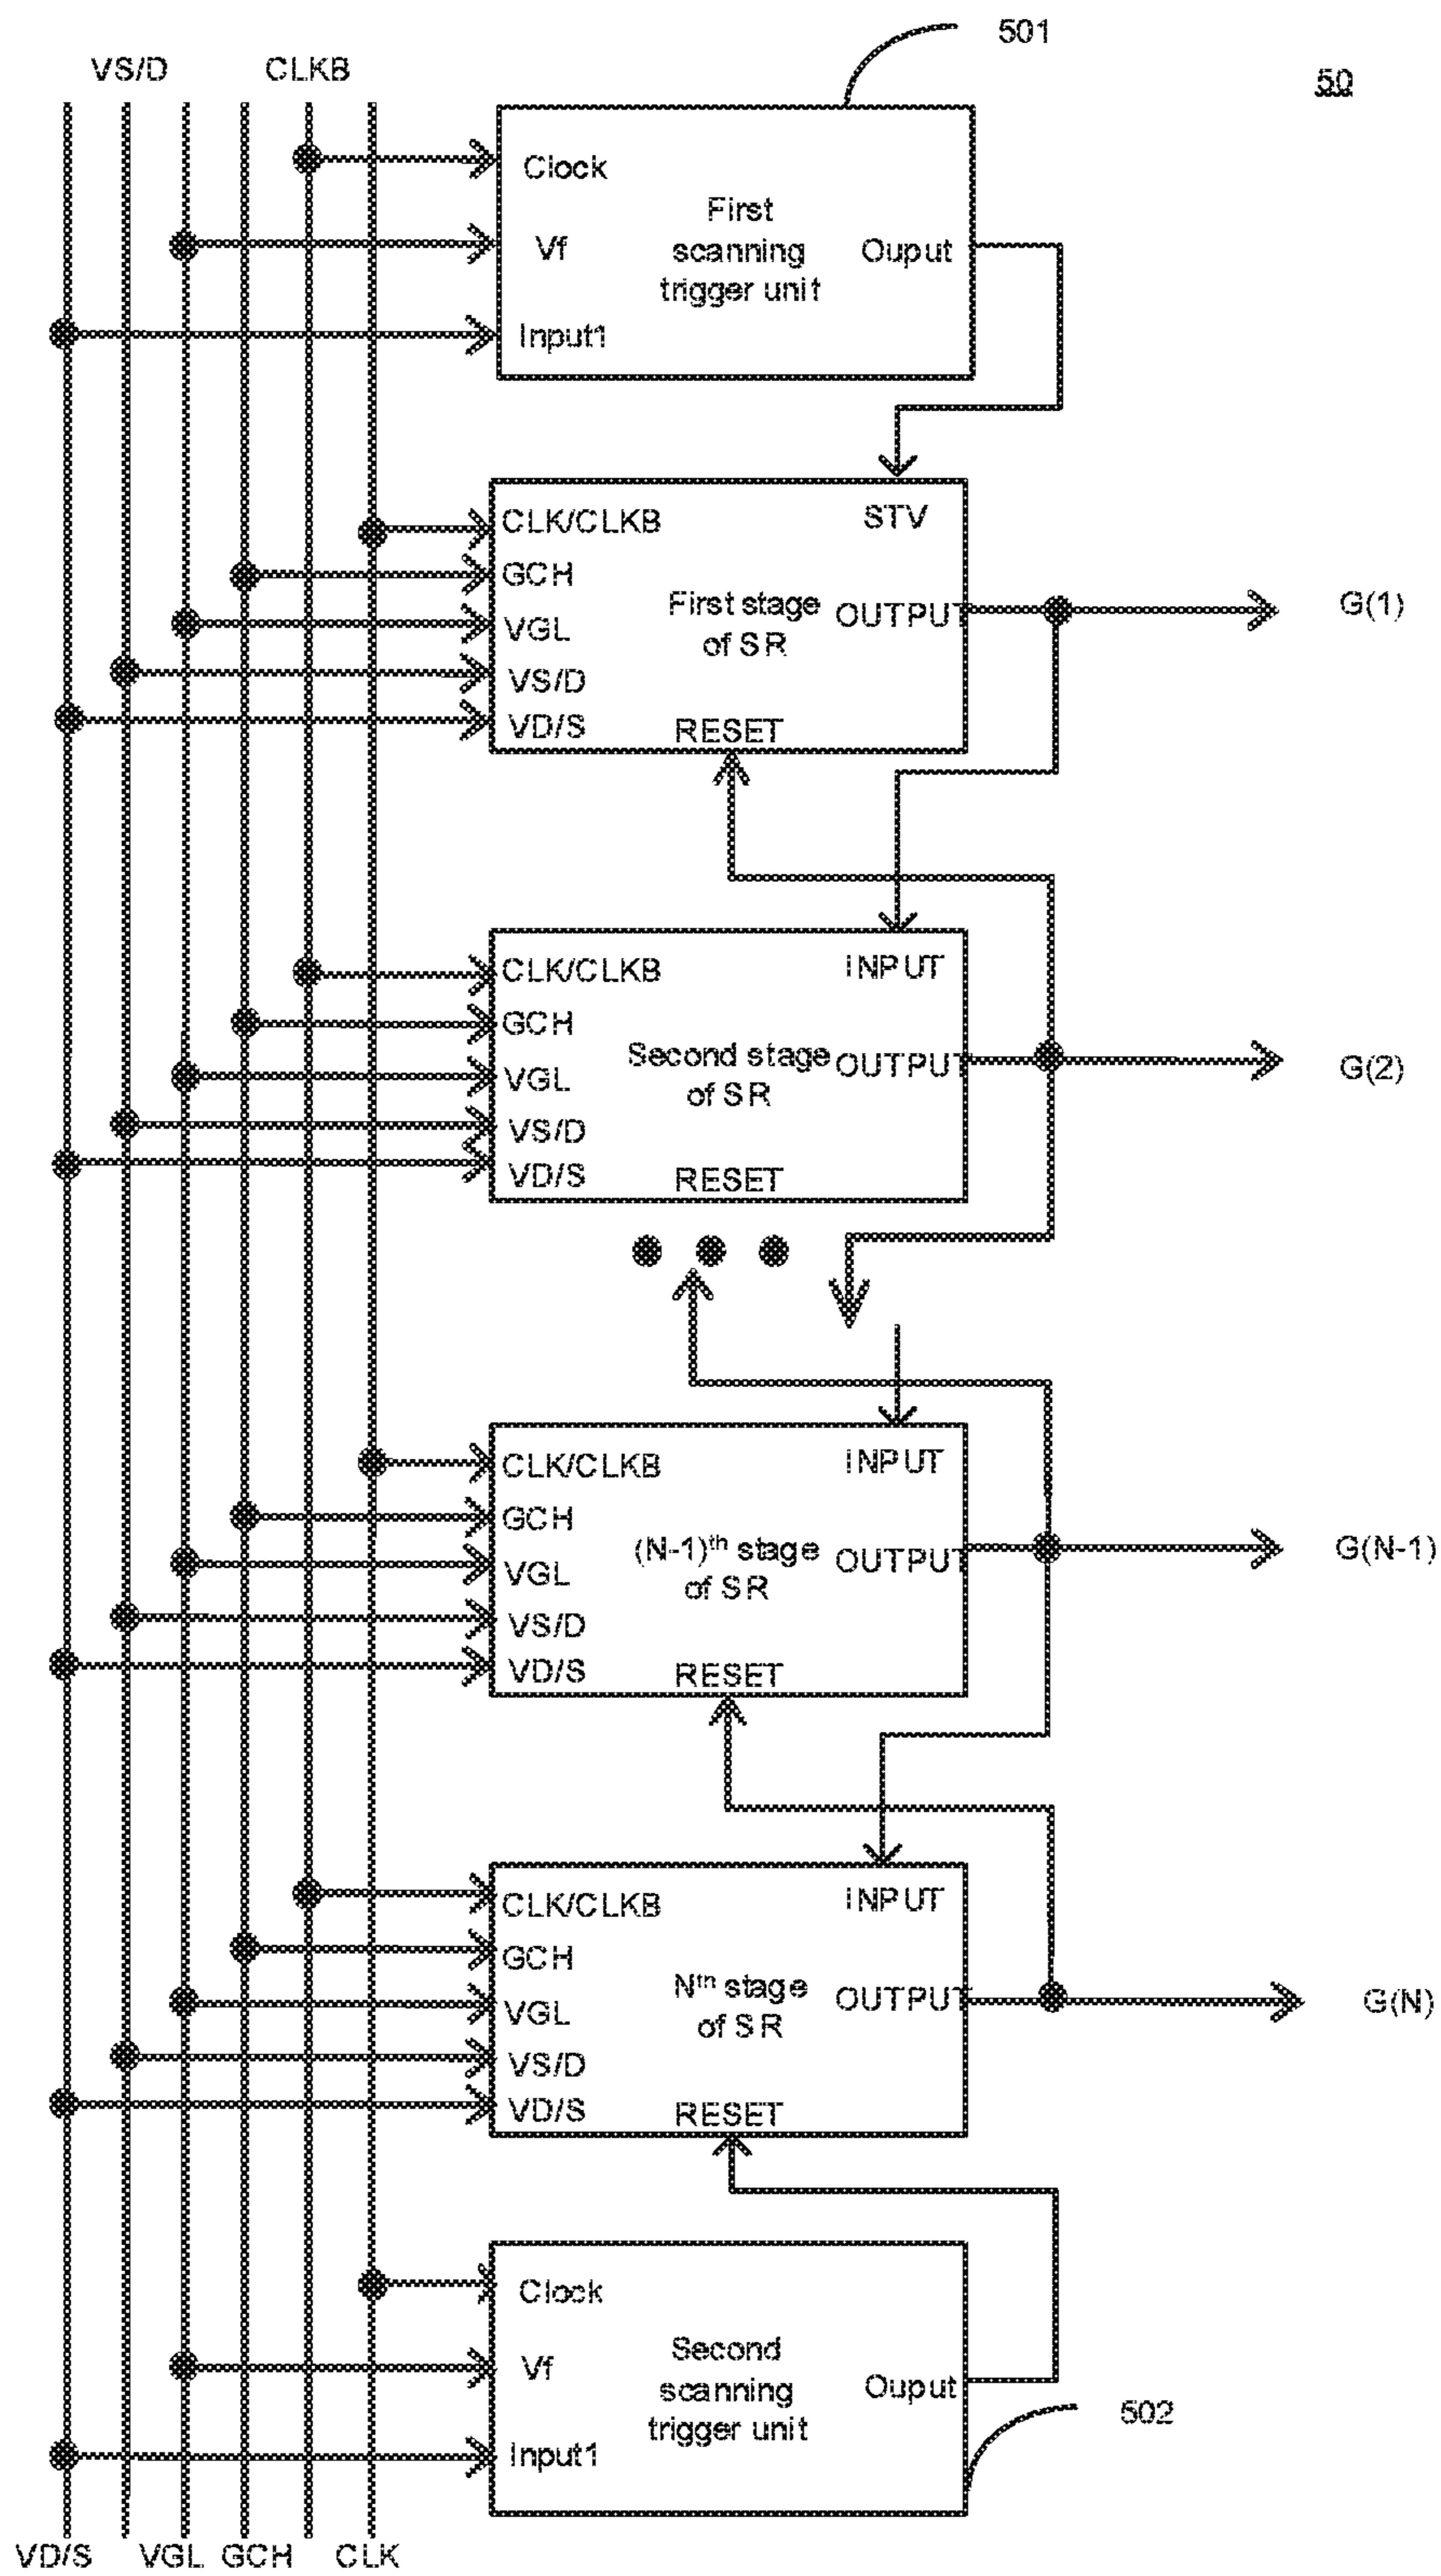 501
50
VS/D
CLKB
Clock
Vf
Input1
First
scanning
trigger unit
Ouput
CLK/CLKB
GCH
VGL
VS/D
VD/S
STV
First stage
of SR
OUTPUT
RESET
G(1)
CLK/CLKB
GCH
VGL
VS/D
VD/S
INPUT
Second stage
of SR
OUTPUT
RESET
G(2)
CLK/CLKB
GCH
VGL
VS/D
VD/S
INPUT
(N-1)th stage
of SR
OUTPUT
RESET
G(N-1)
CLK/CLKB
GCH
VGL
VS/D
VD/S
INPUT
Nth stage
of SR
OUTPUT
RESET
G(N)
Clock
Vf
Input1
Second
scanning
trigger unit
Ouput
502
VD/S
VGL
GCH
CLK